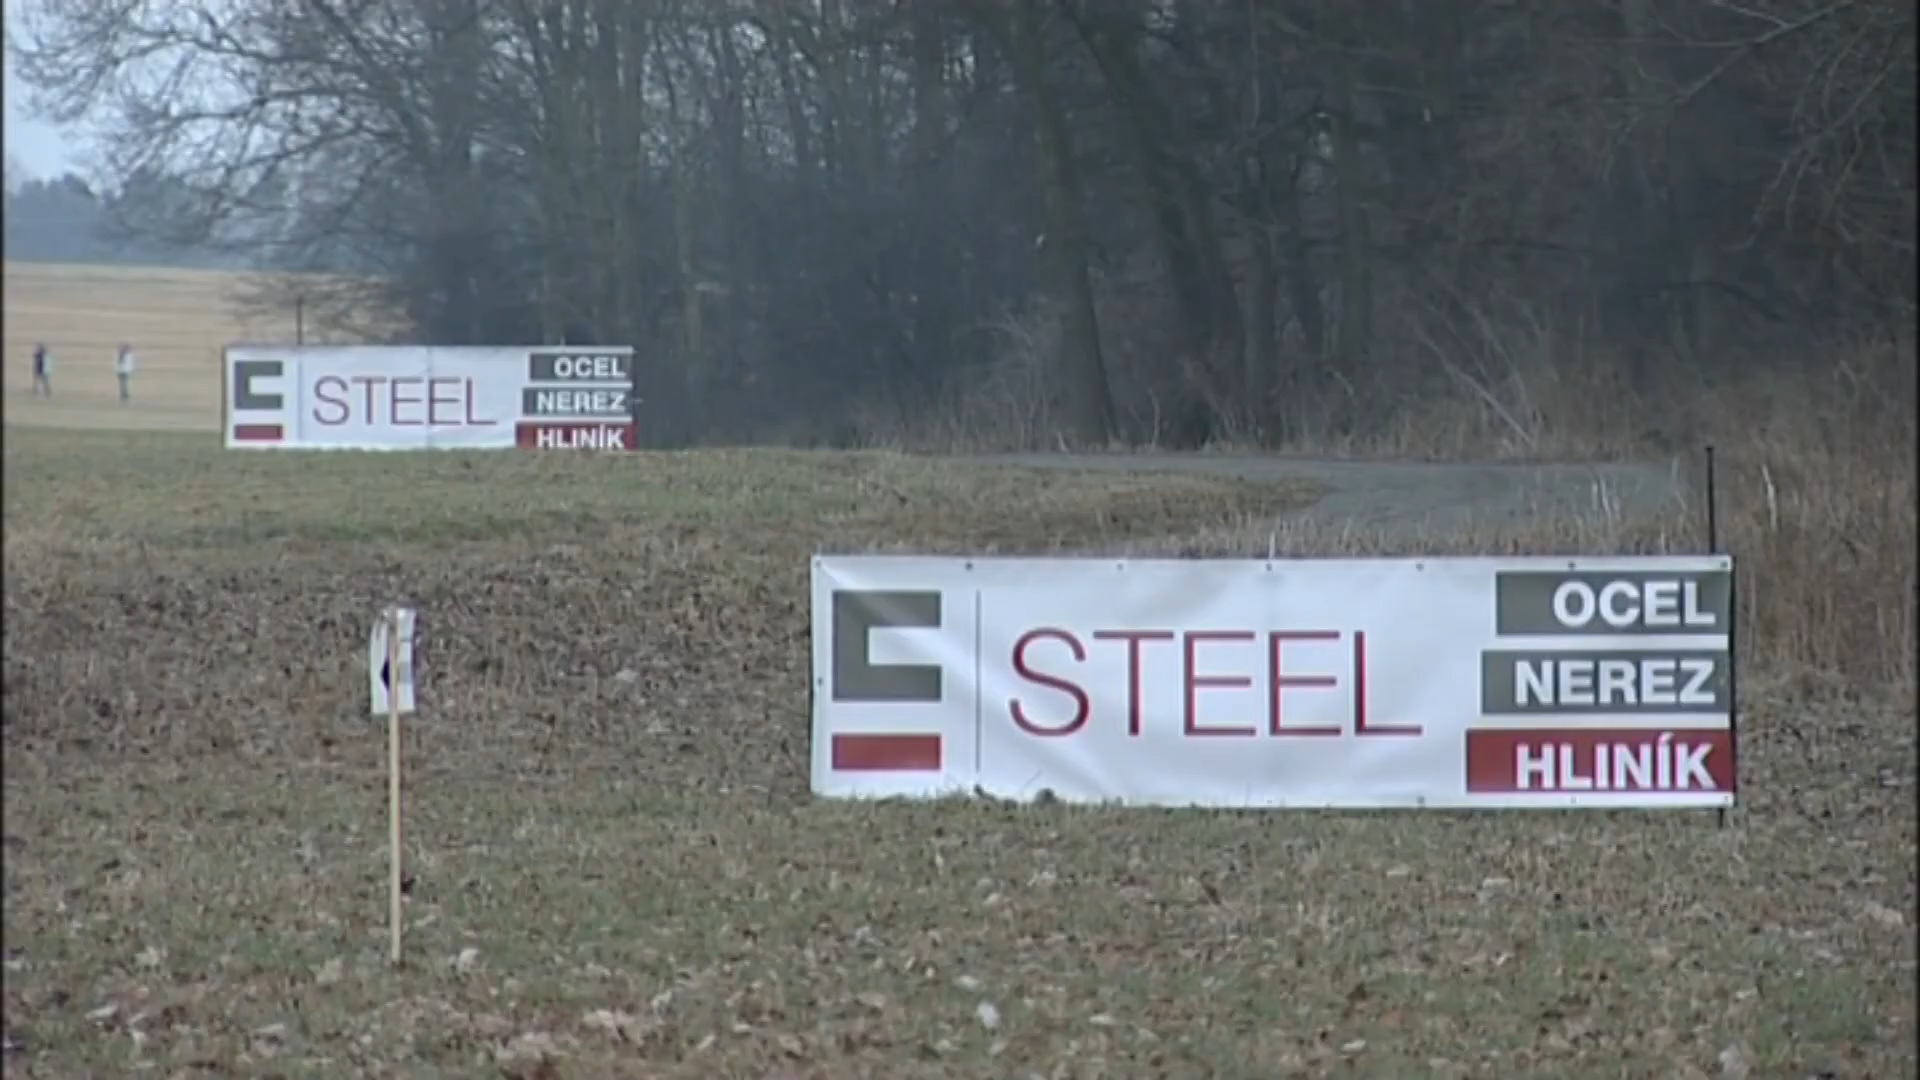 STEEL
OCEL
NEREZ
HLINÍK
STEEL
OCEL
NEREZ
HLINÍK